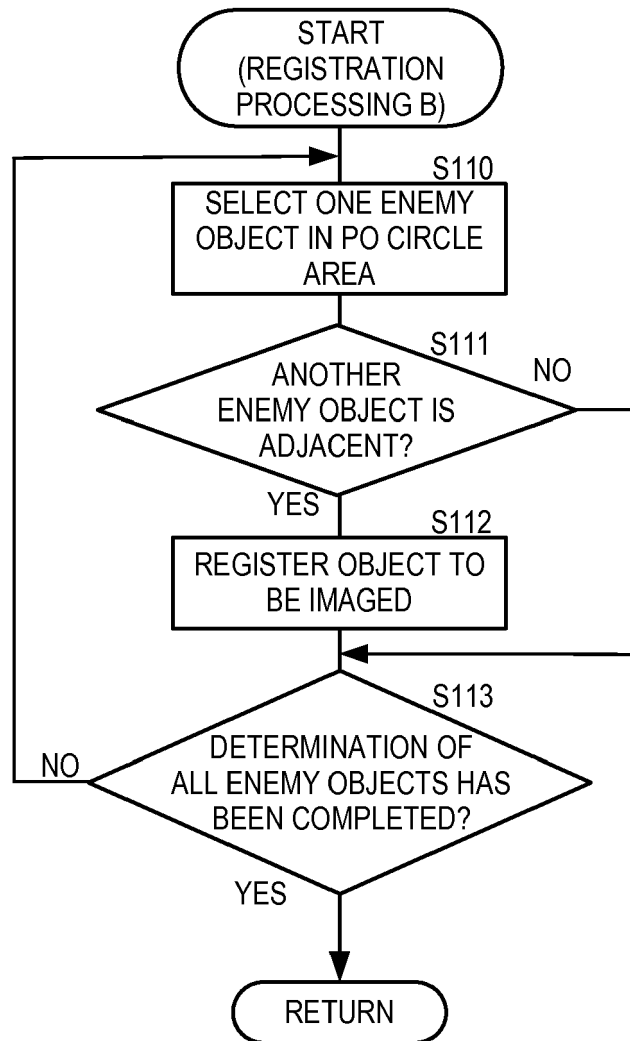 START
(REGISTRATION
PROCESSING B)
S110
SELECT ONE ENEMY
OBJECT IN PO CIRCLE
AREA
S111
NO
ANOTHER
ENEMY OBJECT IS
ADJACENT?
YES
S112
REGISTER OBJECT TO
BE IMAGED
S113
NO
DETERMINATION OF
ALL ENEMY OBJECTS HAS
BEEN COMPLETED?
YES
RETURN